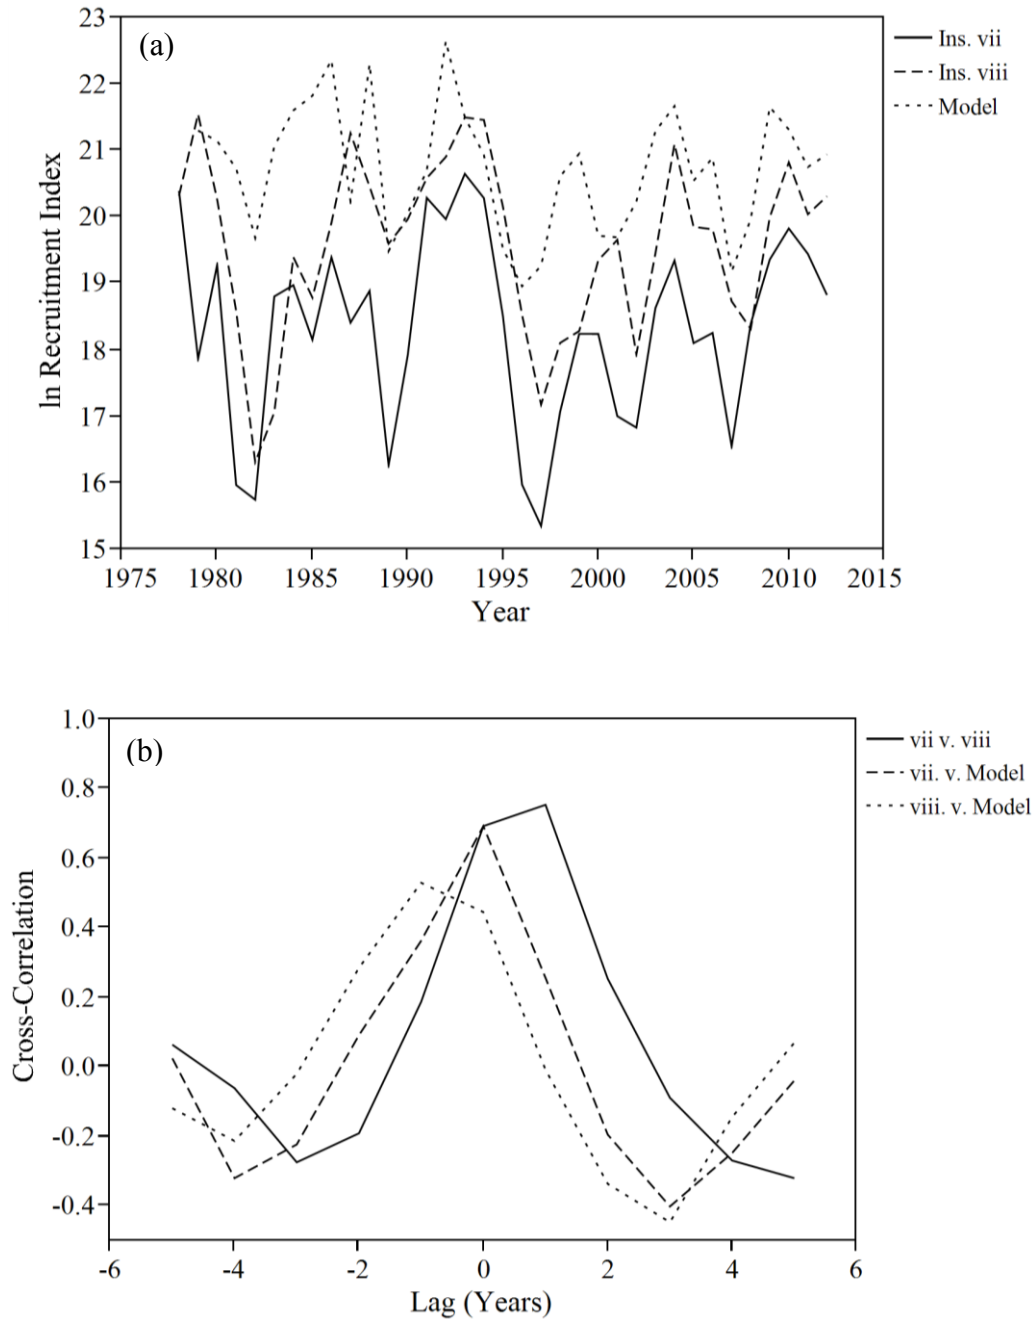 (a)
23
22
21
20
19
18
17
16
15
ln Recruitment Index
1975 1980 1985 1990 1995 2000 2005 2010 2015
Year
Ins. vii
Ins. viii
Model
(b)
1.0
0.8
0.6
0.4
0.2
0.0
-0.2
-0.4
Cross-Correlation
-6 -4 -2 0 2 4 6
Lag (Years)
vii v. viii
vii. v. Model
viii. v. Model